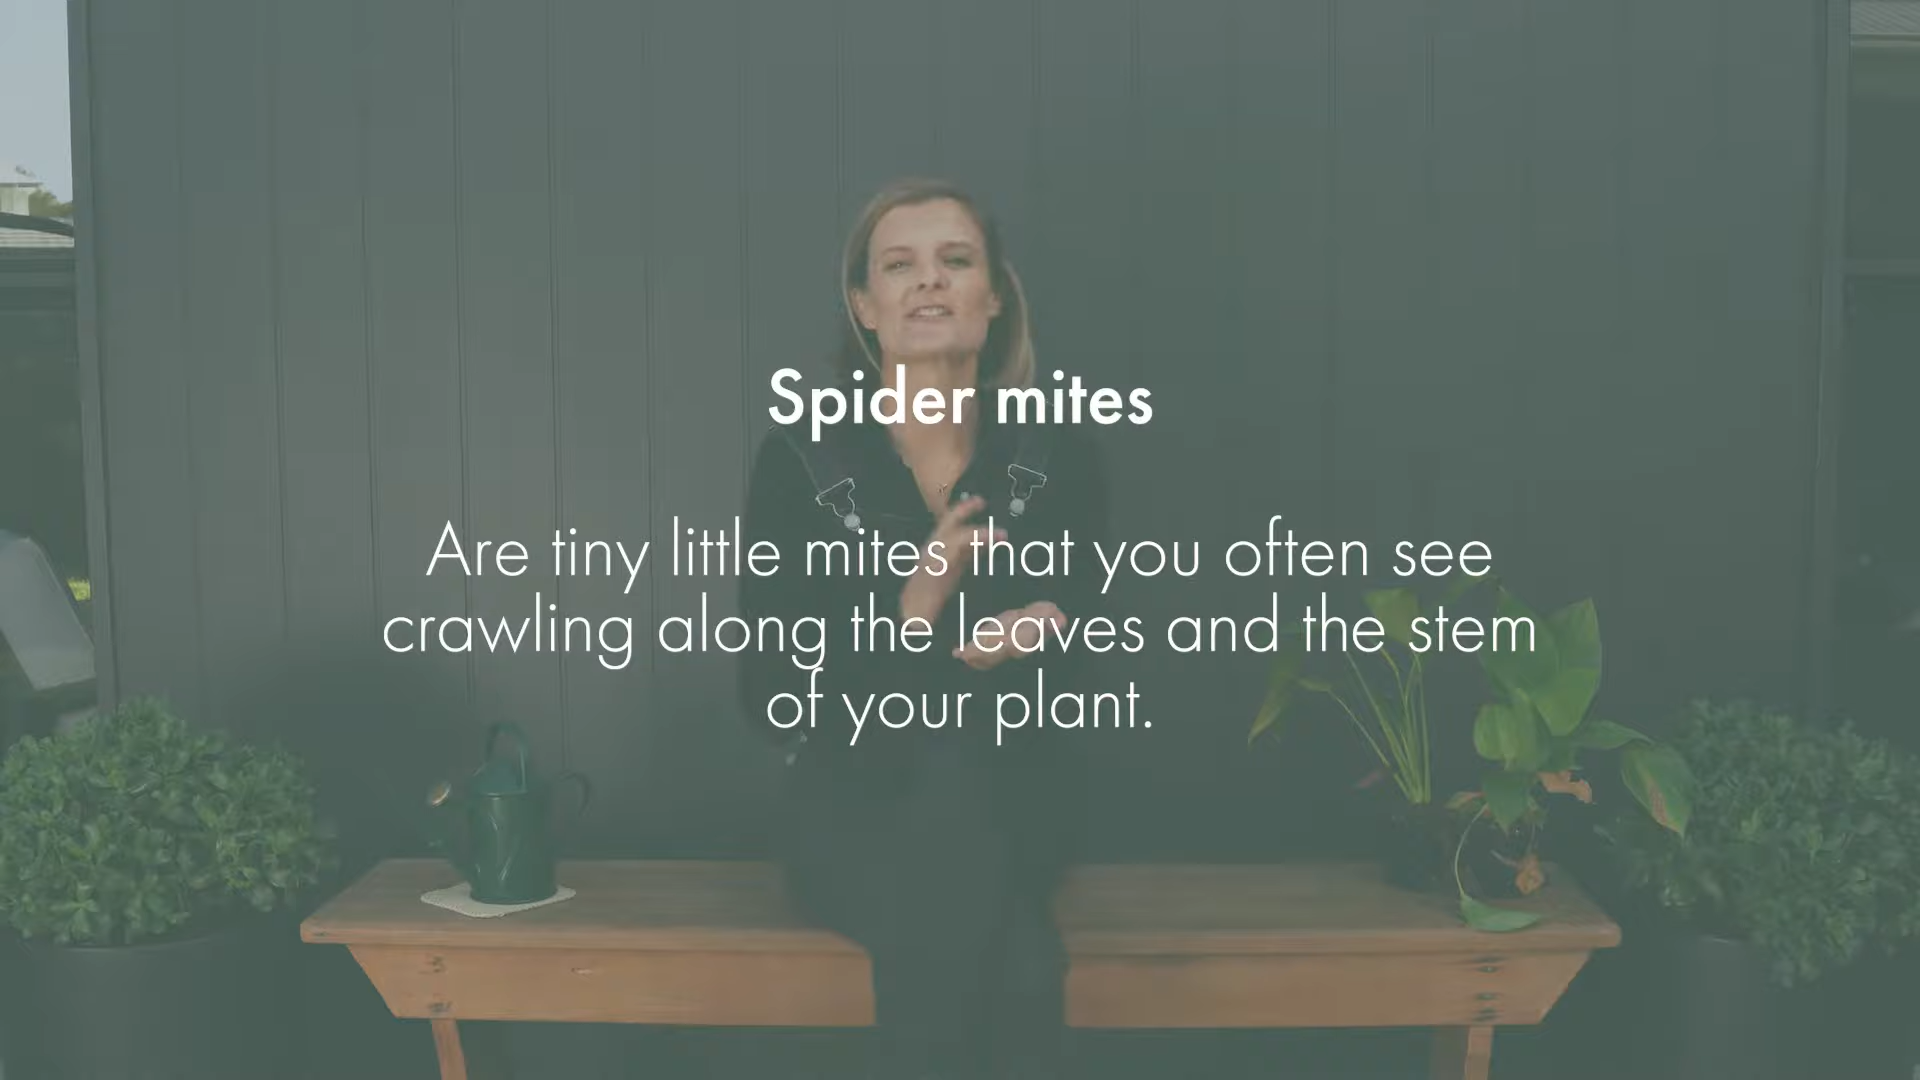 Spider mites
Are tiny little mites that you often see
crawling along the leaves and the stem
of your plant.